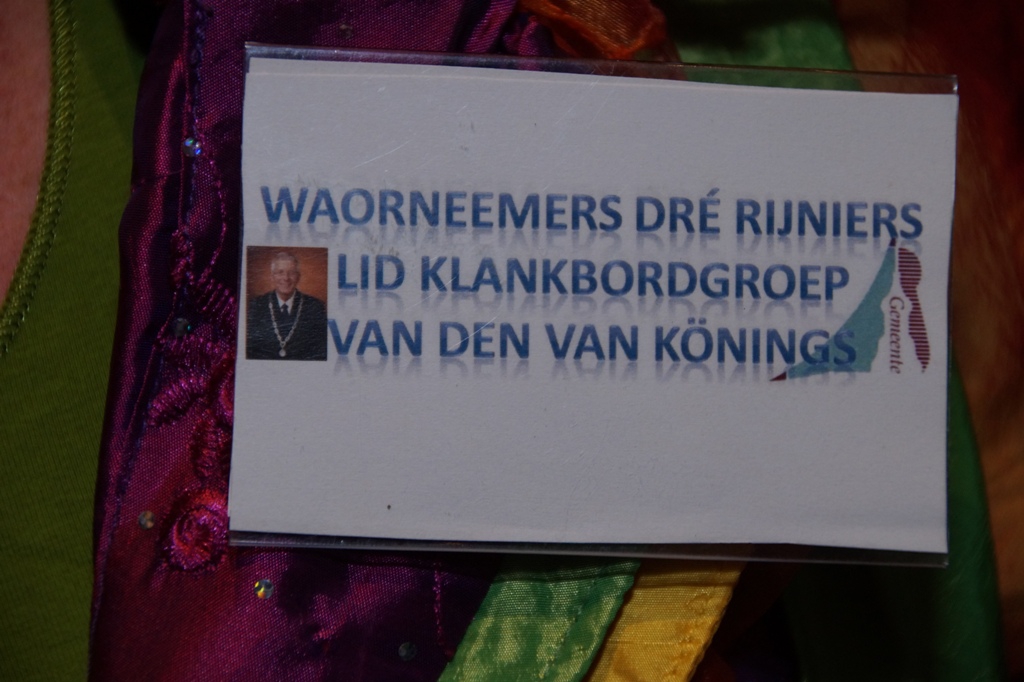 WAORNEEMERS DRÉ RIJNIERS
LID KLANKBORDGROEP
VAN DEN VAN KÖNINGS
Gemeente